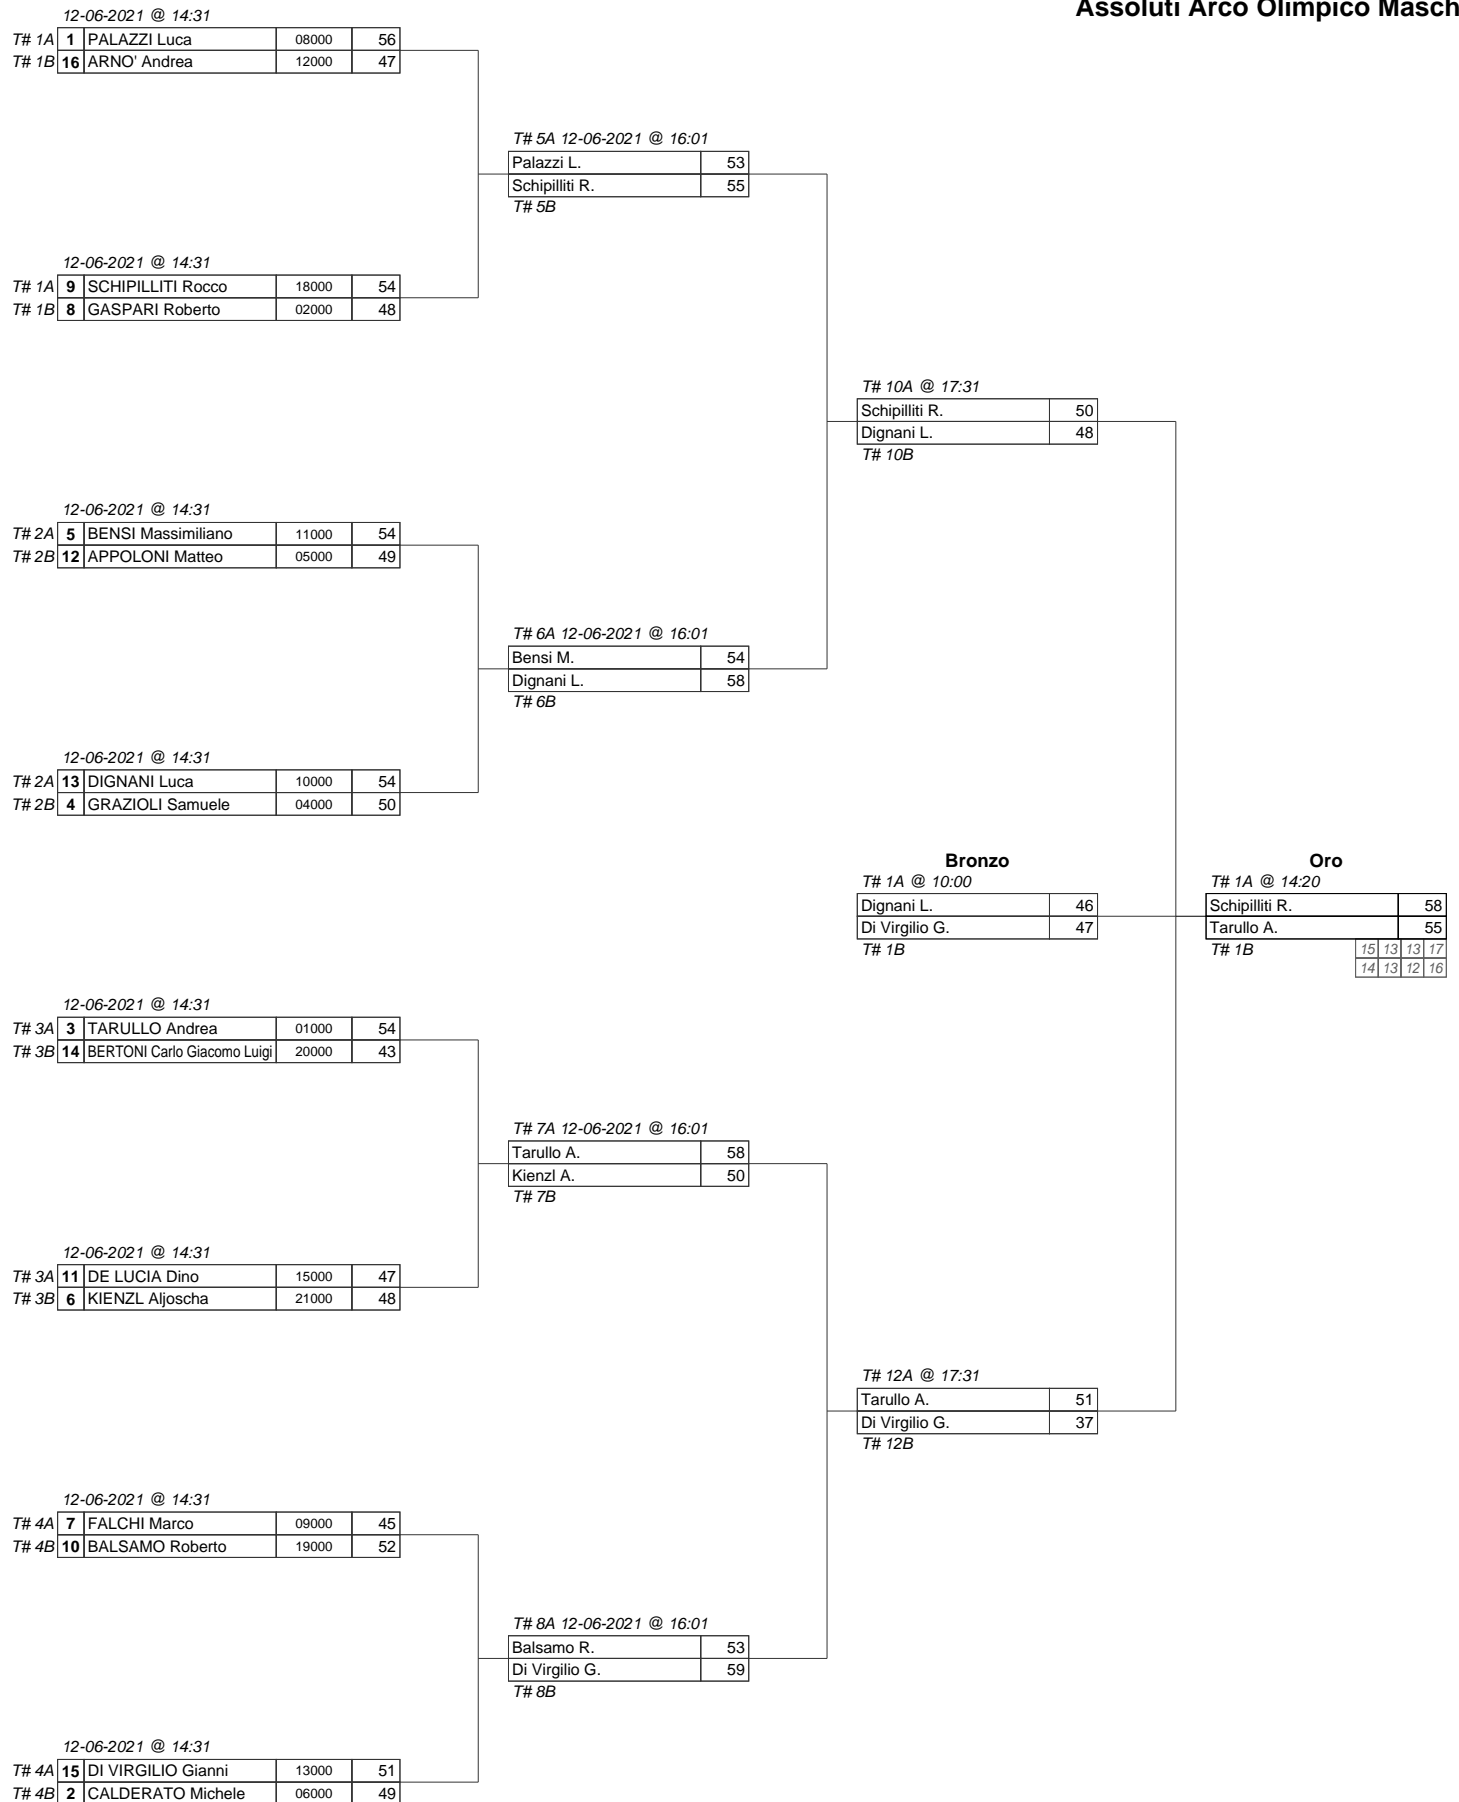 Assoluti Arco Olimpico Masch
12-06-2021 @ 14:31
T# 1A 1 PALAZZI Luca 08000 56
T# 1B 16 ARNO' Andrea 12000 47
T# 5A 12-06-2021 @ 16:01
Palazzi L. 53
Schipilliti R. 55
T# 5B
12-06-2021 @ 14:31
T# 1A 9 SCHIPILLITI Rocco 18000 54
T# 1B 8 GASPARI Roberto 02000 48
T# 10A @ 17:31
Schipilliti R. 50
Dignani L. 48
T# 10B
12-06-2021 @ 14:31
T# 2A 5 BENSI Massimiliano 11000 54
T# 2B 12 APPOLONI Matteo 05000 49
T# 6A 12-06-2021 @ 16:01
Bensi M. 54
Dignani L. 58
T# 6B
12-06-2021 @ 14:31
T# 2A 13 DIGNANI Luca 10000 54
T# 2B 4 GRAZIOLI Samuele 04000 50
Bronzo
T# 1A @ 10:00
Dignani L. 46
Di Virgilio G. 47
T# 1B
Oro
T# 1A @ 14:20
Schipilliti R. 58
Tarullo A. 55
T# 1B 15 13 13 17
14 13 12 16
12-06-2021 @ 14:31
T# 3A 3 TARULLO Andrea 01000 54
T# 3B 14 BERTONI Carlo Giacomo Luigi 20000 43
T# 7A 12-06-2021 @ 16:01
Tarullo A. 58
Kienzl A. 50
T# 7B
12-06-2021 @ 14:31
T# 3A 11 DE LUCIA Dino 15000 47
T# 3B 6 KIENZL Aljoscha 21000 48
T# 12A @ 17:31
Tarullo A. 51
Di Virgilio G. 37
T# 12B
12-06-2021 @ 14:31
T# 4A 7 FALCHI Marco 09000 45
T# 4B 10 BALSAMO Roberto 19000 52
T# 8A 12-06-2021 @ 16:01
Balsamo R. 53
Di Virgilio G. 59
T# 8B
12-06-2021 @ 14:31
T# 4A 15 DI VIRGILIO Gianni 13000 51
T# 4B 2 CALDERATO Michele 06000 49